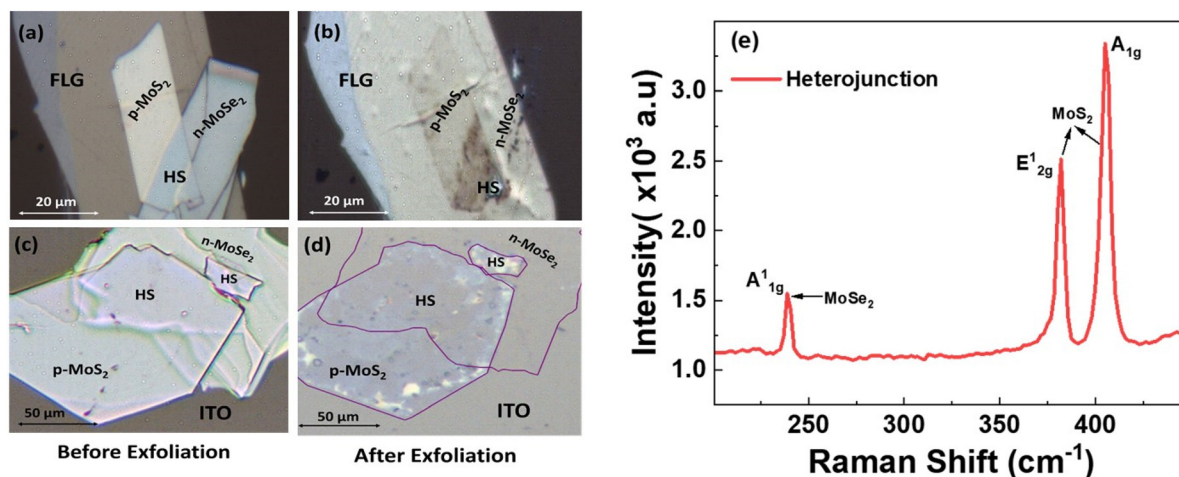 (a)
FLG
p-MoS₂
n-MoSe₂
HS
20 µm
(b)
FLG
p-MoS₂
n-MoSe₂
HS
20 µm
(c)
n-MoSe₂
HS
HS
p-MoS₂
ITO
50 µm
Before Exfoliation
(d)
n-MoSe₂
HS
HS
p-MoS₂
ITO
50 µm
After Exfoliation
(e)
Heterojunction
A₁g
MoS₂
E¹₂g
A¹₁g
MoSe₂
Intensity( x10³ a.u)
3.0
2.5
2.0
1.5
1.0
250 300 350 400
Raman Shift (cm⁻¹)